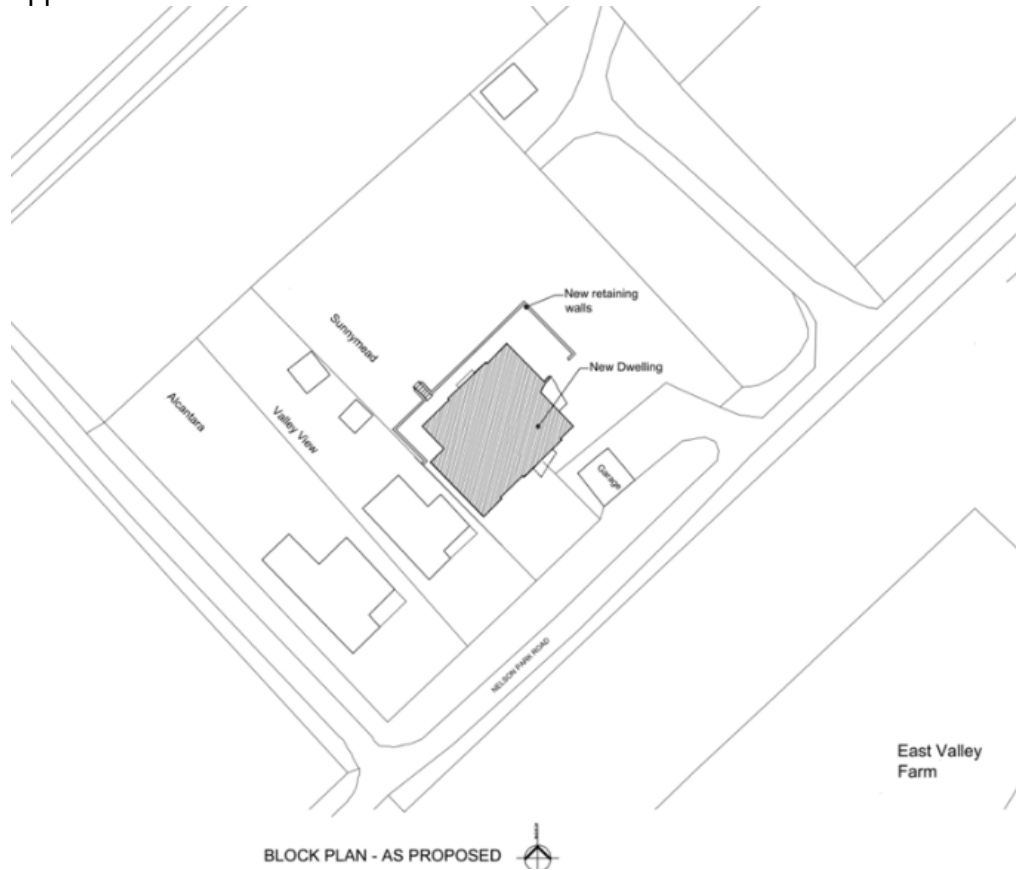 New retaining
walls
Sunnymead
New Dwelling
Alcantara
Valley View
Garage
NELSON PARK ROAD
East Valley
Farm
BLOCK PLAN - AS PROPOSED